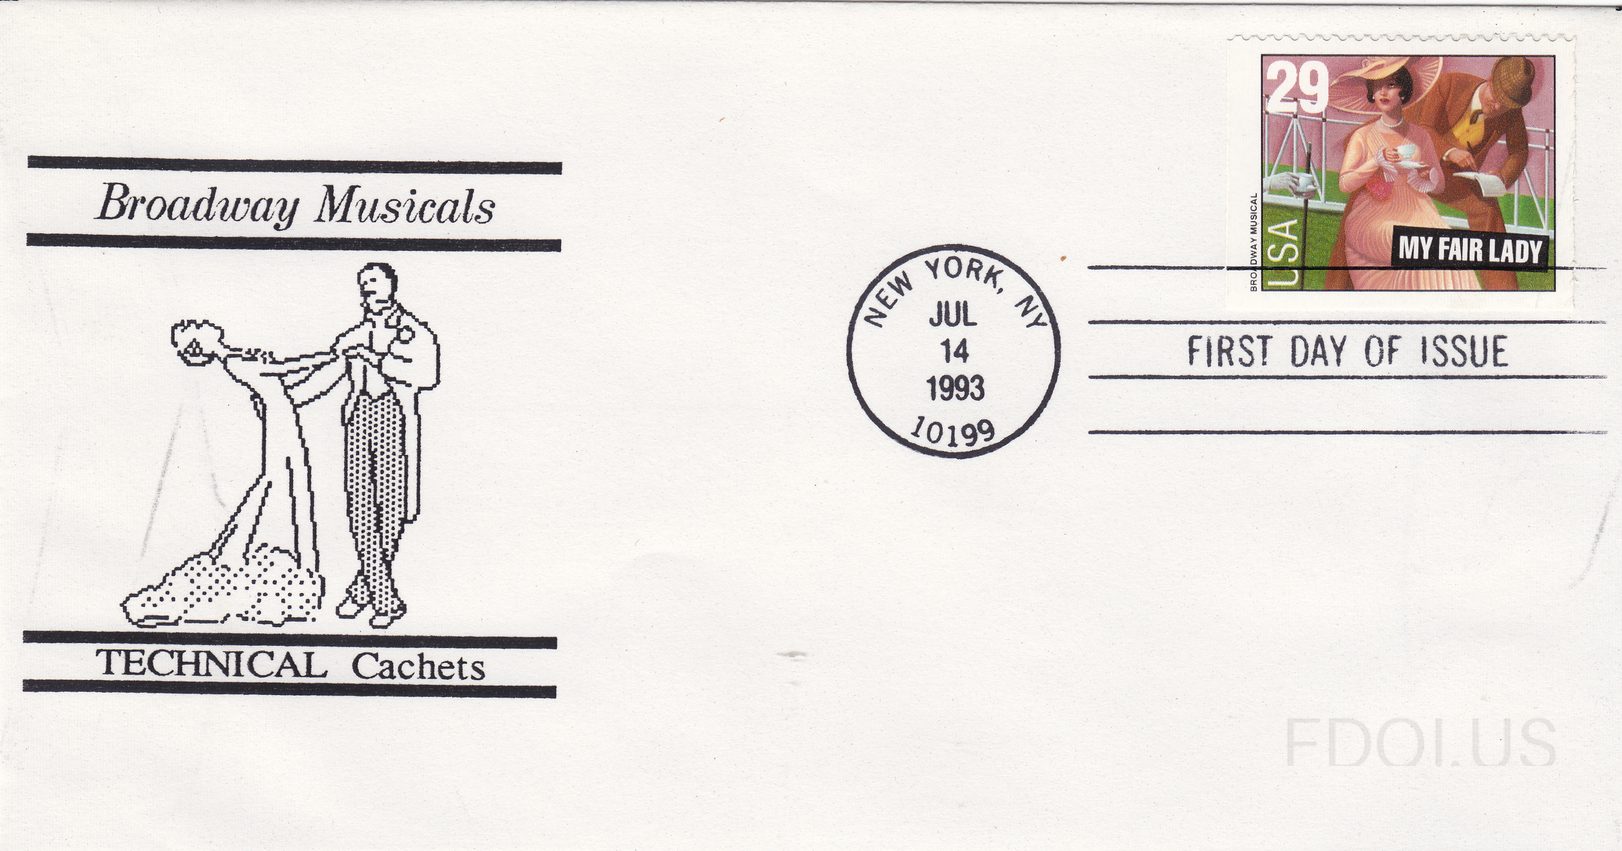 Broadway Musicals
TECHNICAL Cachets
NEW YORK, NY
JUL
14
1993
10199
29
BROADWAY MUSICAL
USA
MY FAIR LADY
FIRST DAY OF ISSUE
FDOI.US